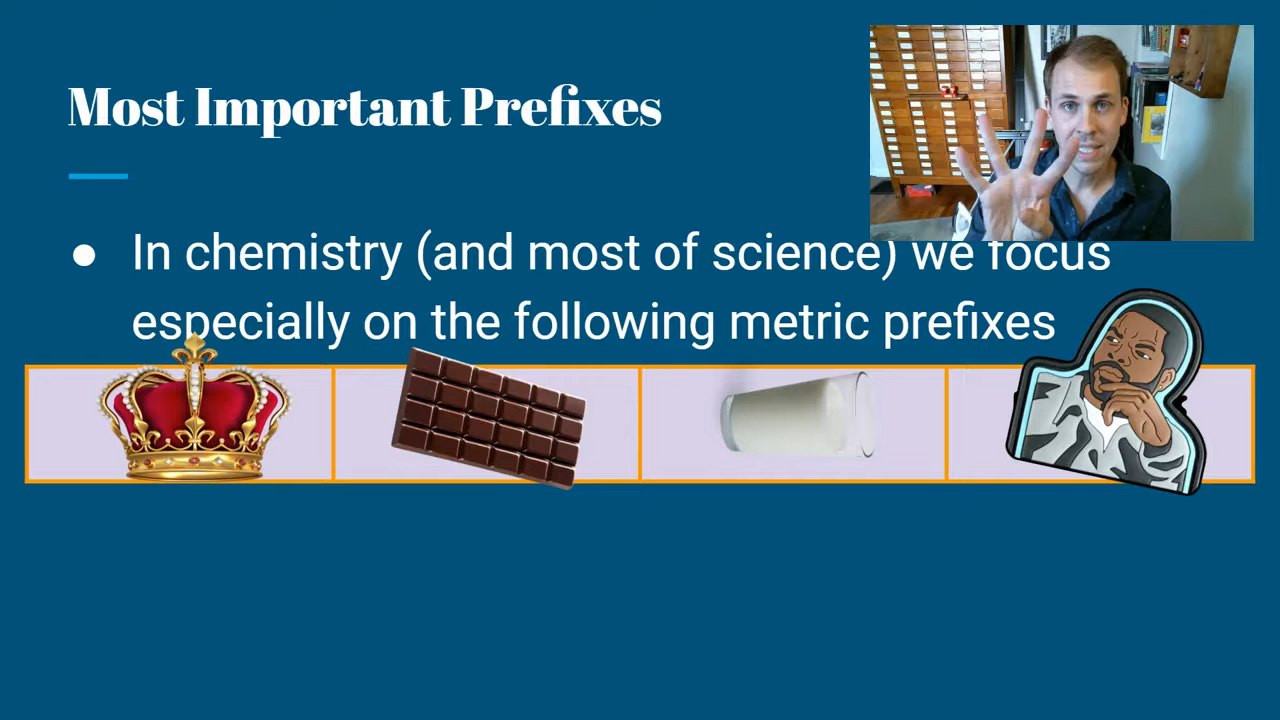 Most Important Prefixes
● In chemistry (and most of science) we focus
especially on the following metric prefixes